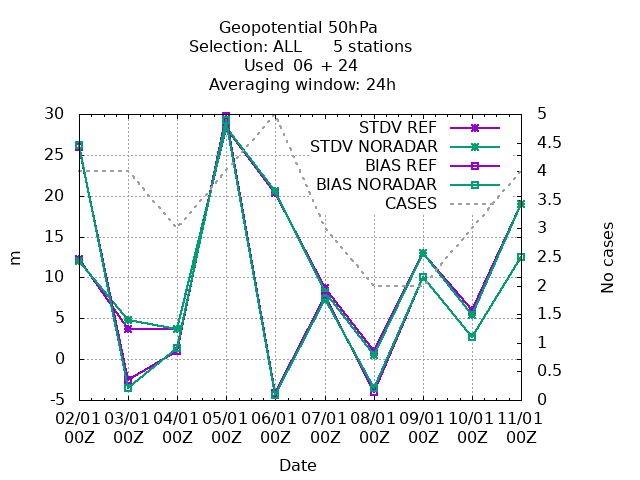 Geopotential 50hPa
Selection: ALL 5 stations
Used 06 + 24
Averaging window: 24h
STDV REF
STDV NORADAR
BIAS REF
BIAS NORADAR
CASES
30
25
20
15
10
5
0
-5
m
5
4.5
4
3.5
3
2.5
2
1.5
1
0.5
0
No cases
02/01 03/01 04/01 05/01 06/01 07/01 08/01 09/01 10/01 11/01
00Z 00Z 00Z 00Z 00Z 00Z 00Z 00Z 00Z 00Z
Date